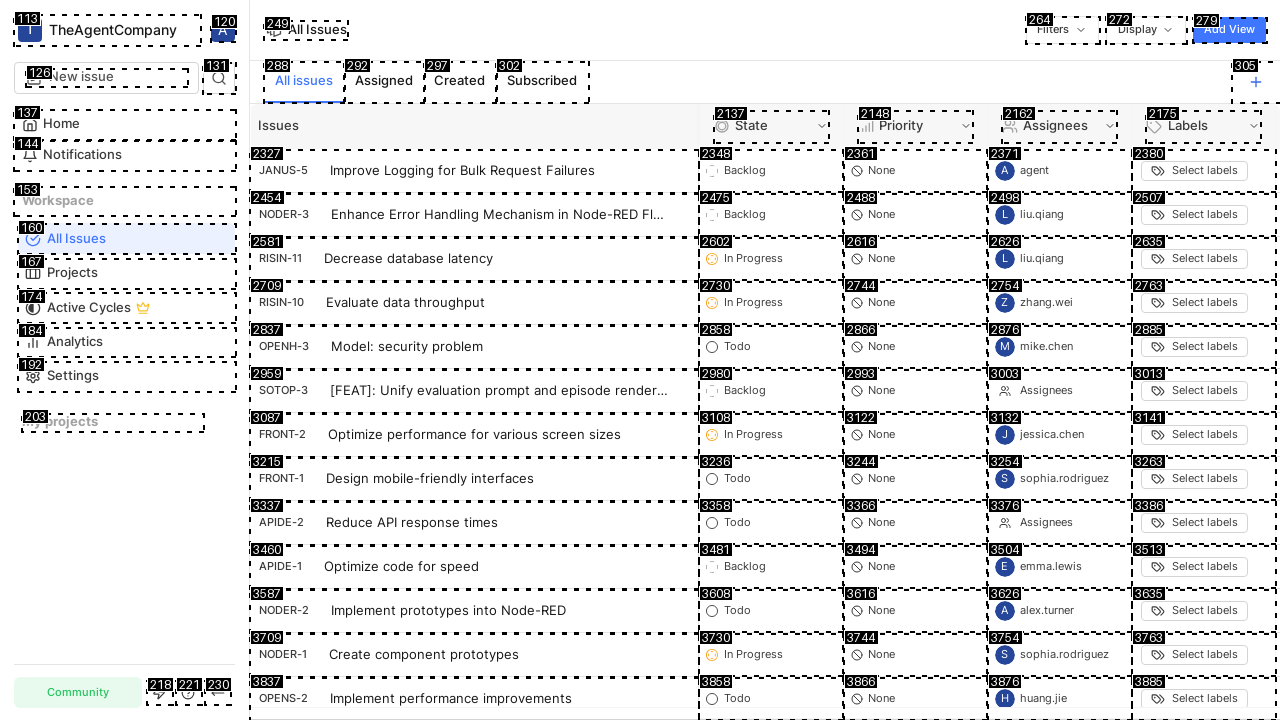 113
T TheAgentCompany
120
A
126
New issue
131
137
Home
144
Notifications
153
Workspace
160
All Issues
167
Projects
174
Active Cycles
184
Analytics
192
Settings
203
My projects
Community
218
221
230
249
All Issues
264
Filters
272
Display
279
Add View
288
All issues
292
Assigned
297
Created
302
Subscribed
305
Issues
2137
State
2148
Priority
2162
Assignees
2175
Labels
2327 2348 2361 2371 2380
JANUS-5 Improve Logging for Bulk Request Failures Backlog None A agent Select labels
2454 2475 2488 2498 2507
NODER-3 Enhance Error Handling Mechanism in Node-RED Fl... Backlog None L liu.qiang Select labels
2581 2602 2616 2626 2635
RISIN-11 Decrease database latency In Progress None L liu.qiang Select labels
2709 2730 2744 2754 2763
RISIN-10 Evaluate data throughput In Progress None Z zhang.wei Select labels
2837 2858 2866 2876 2885
OPENH-3 Model: security problem Todo None M mike.chen Select labels
2959 2980 2993 3003 3013
SOTOP-3 [FEAT]: Unify evaluation prompt and episode render... Backlog None Assignees Select labels
3087 3108 3122 3132 3141
FRONT-2 Optimize performance for various screen sizes In Progress None J jessica.chen Select labels
3215 3236 3244 3254 3263
FRONT-1 Design mobile-friendly interfaces Todo None S sophia.rodriguez Select labels
3337 3358 3366 3376 3386
APIDE-2 Reduce API response times Todo None Assignees Select labels
3460 3481 3494 3504 3513
APIDE-1 Optimize code for speed Backlog None E emma.lewis Select labels
3587 3608 3616 3626 3635
NODER-2 Implement prototypes into Node-RED Todo None A alex.turner Select labels
3709 3730 3744 3754 3763
NODER-1 Create component prototypes In Progress None S sophia.rodriguez Select labels
3837 3858 3866 3876 3885
OPENS-2 Implement performance improvements Todo None H huang.jie Select labels